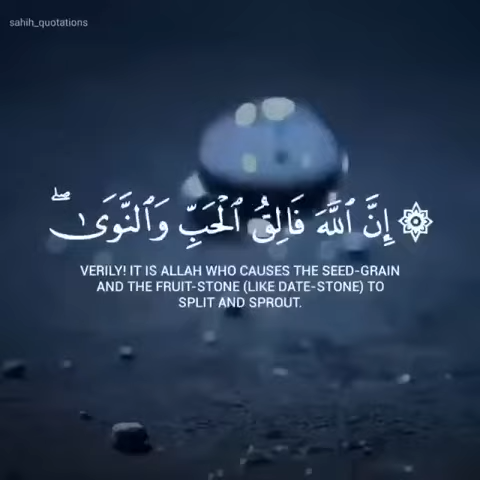 sahih_quotations
۞ إِنَّ ٱللَّهَ فَالِقُ ٱلْحَبِّ وَٱلنَّوَىٰ ۖ
VERILY! IT IS ALLAH WHO CAUSES THE SEED-GRAIN
AND THE FRUIT-STONE (LIKE DATE-STONE) TO
SPLIT AND SPROUT.